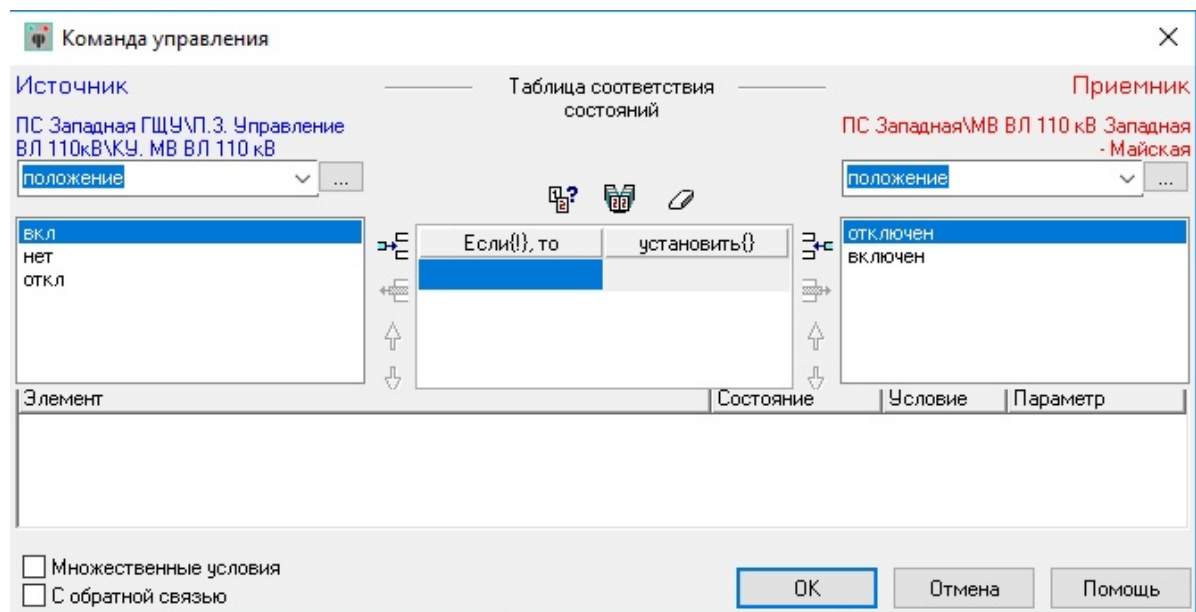 Команда управления
Источник
Таблица соответствия
состояний
Приемник
ПС Западная ГЩУ\П.3. Управление
ВЛ 110кВ\КУ. МВ ВЛ 110 кВ
ПС Западная\МВ ВЛ 110 кВ Западная
- Майская
положение
...
положение
...
вкл
нет
откл
Если{!}, то
установить{}
отключен
включен
Элемент
Состояние
Условие
Параметр
Множественные условия
С обратной связью
OK
Отмена
Помощь